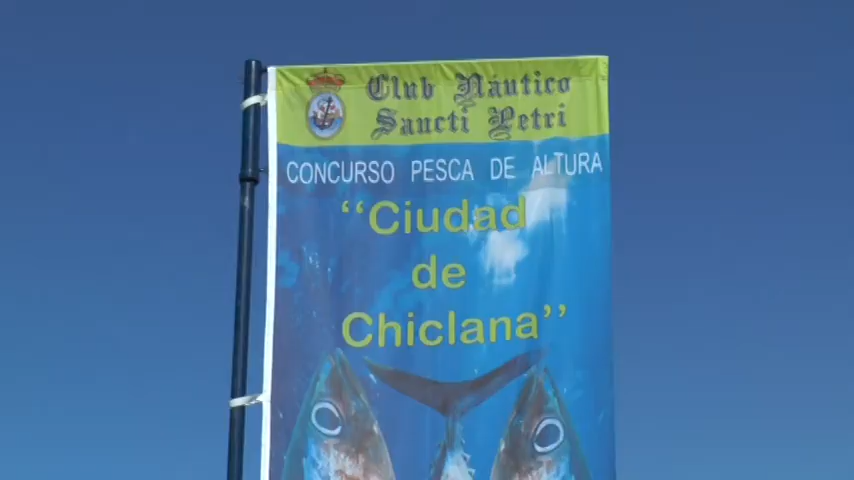 Club Náutico
Sancti Petri
CONCURSO PESCA DE ALTURA
“Ciudad
de
Chiclana”